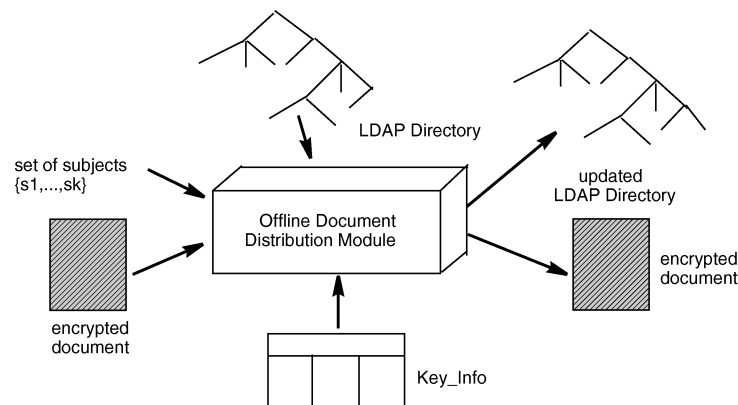 LDAP Directory
set of subjects
{s1,...,sk}
Offline Document
Distribution Module
updated
LDAP Directory
encrypted
document
encrypted
document
Key_Info